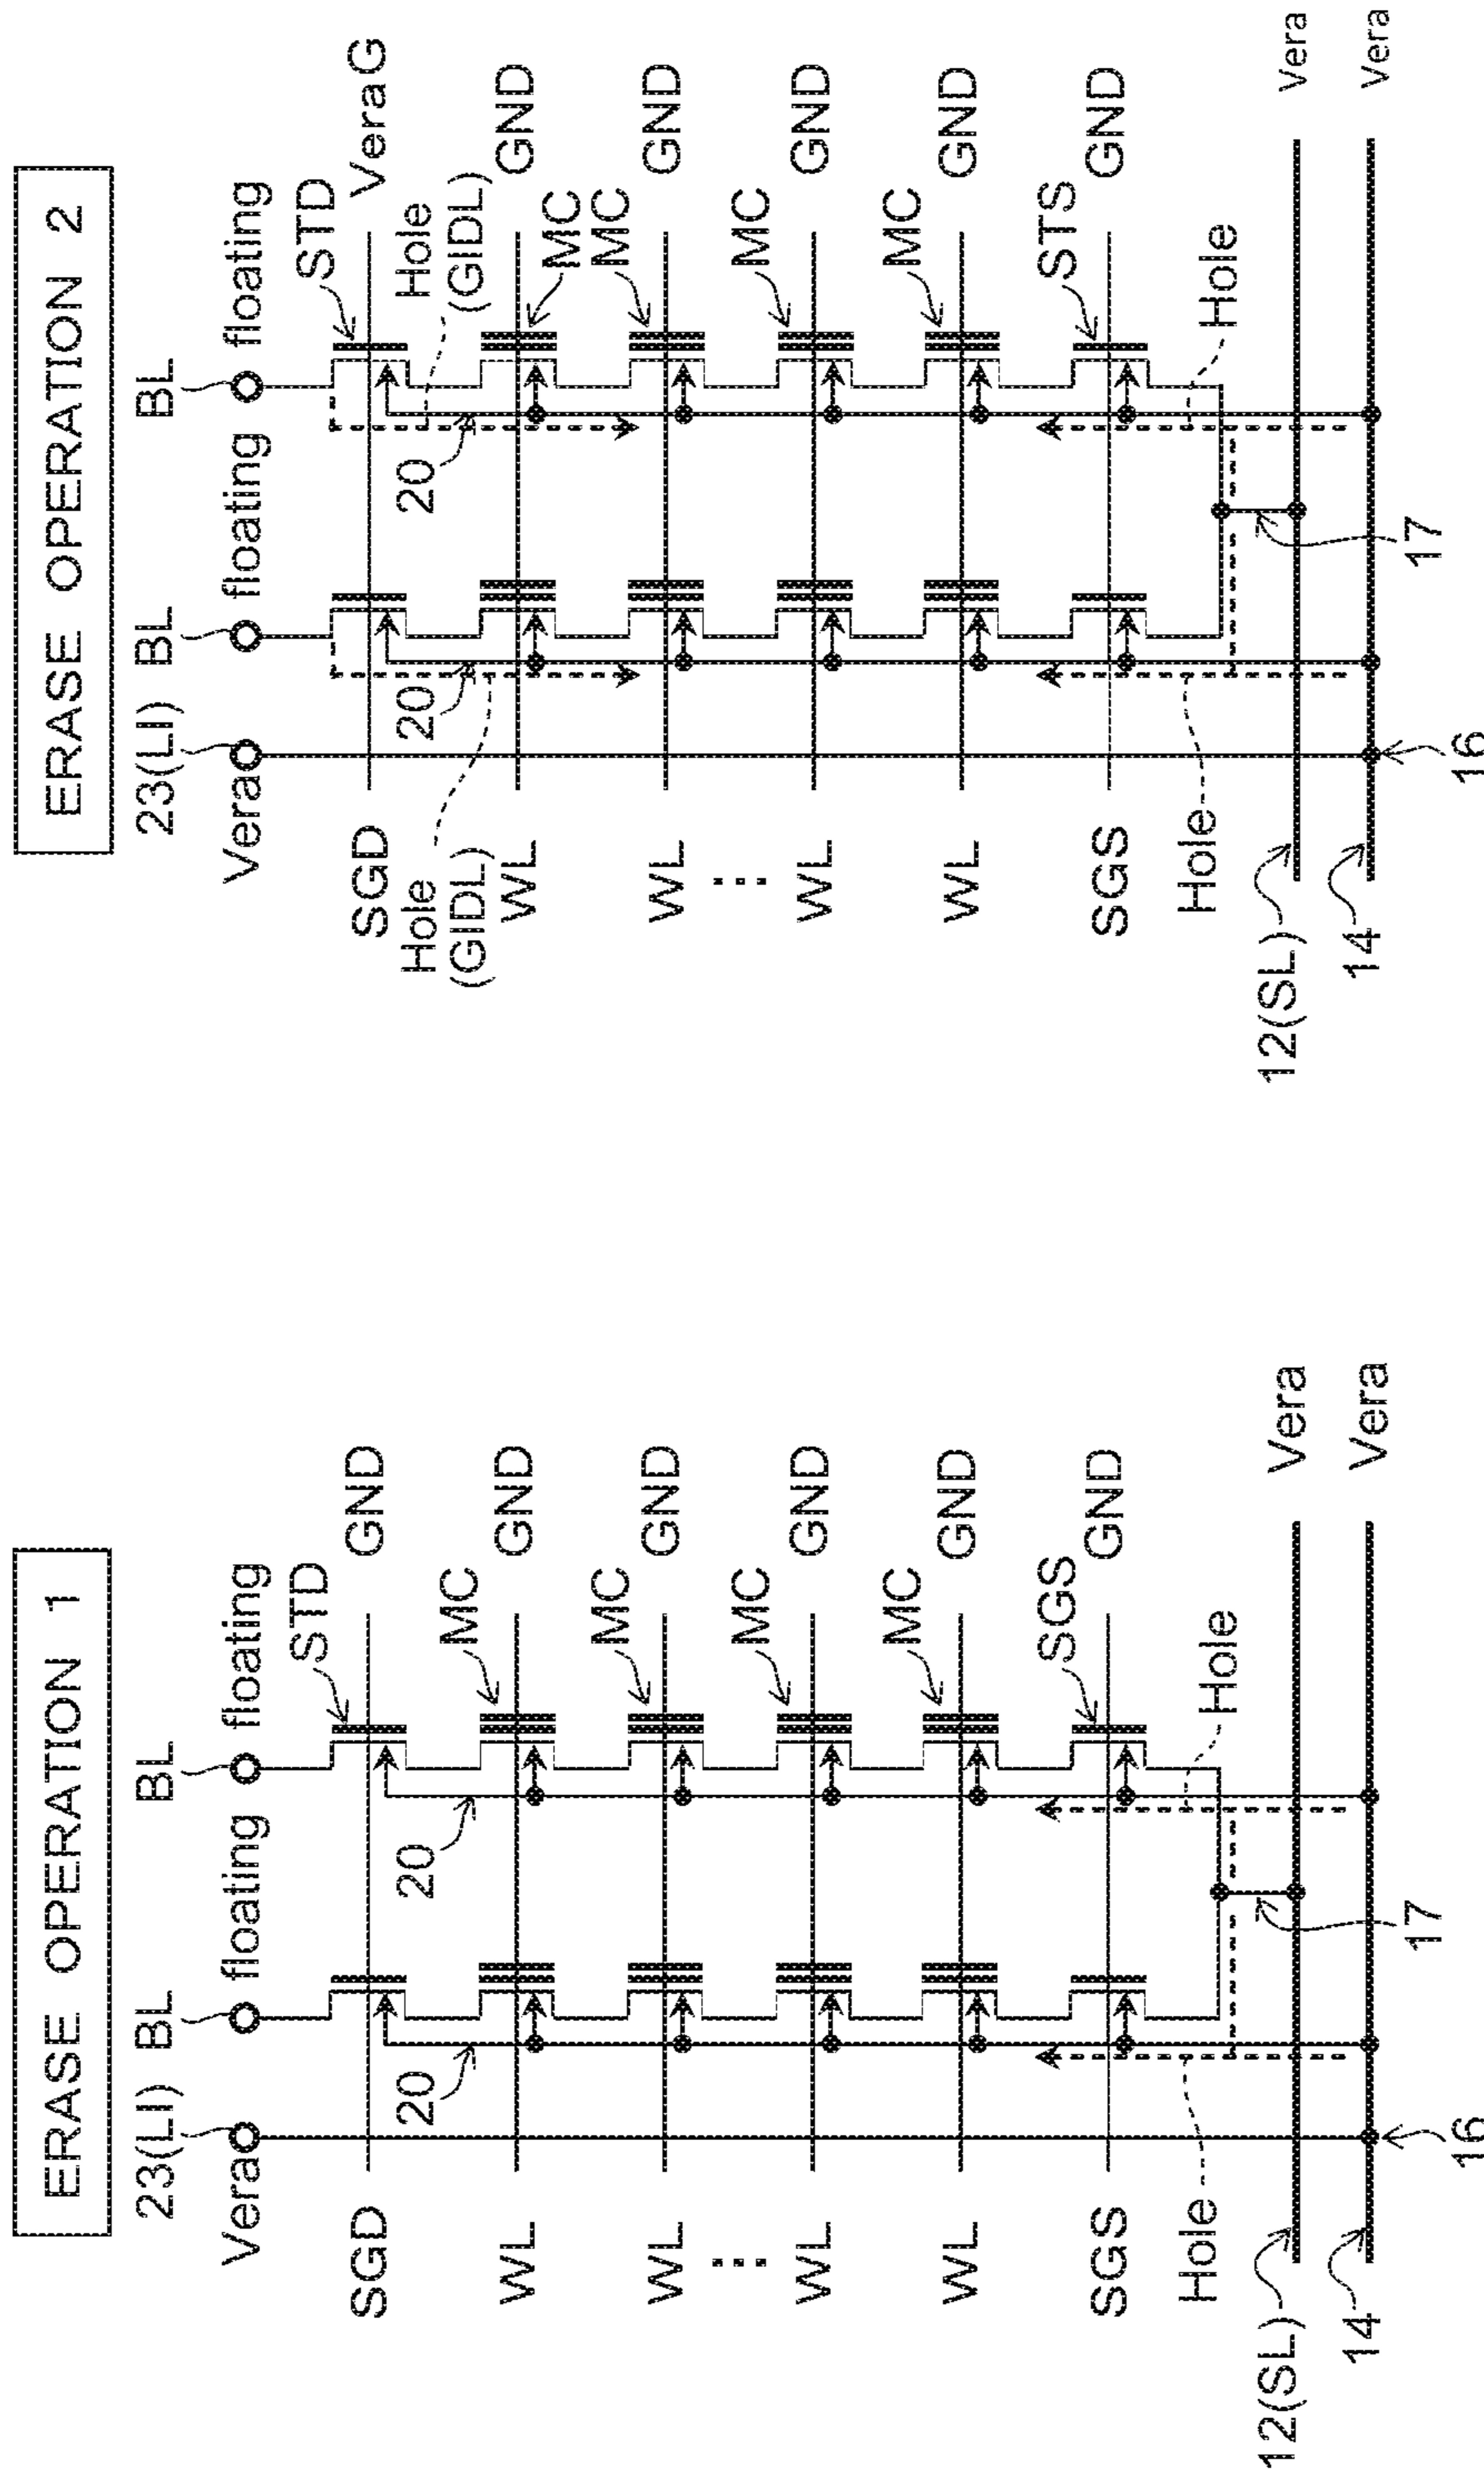 ERASE OPERATION 1
23(LI) BL BL
Vera floating floating
STD
SGD GND
20 20
MC
WL GND
MC
WL GND
⋮
MC
WL GND
MC
WL GND
SGS
SGS GND
Hole Hole
12(SL) Vera
14 Vera
16 17
ERASE OPERATION 2
23(LI) BL BL
Vera floating floating
STD
SGD VeraG
Hole
(GIDL)
Hole
(GIDL)
20 20
WL GND
MC
MC
WL GND
⋮
MC
WL GND
MC
WL GND
STS
SGS GND
Hole Hole
12(SL) Vera
14 Vera
16 17